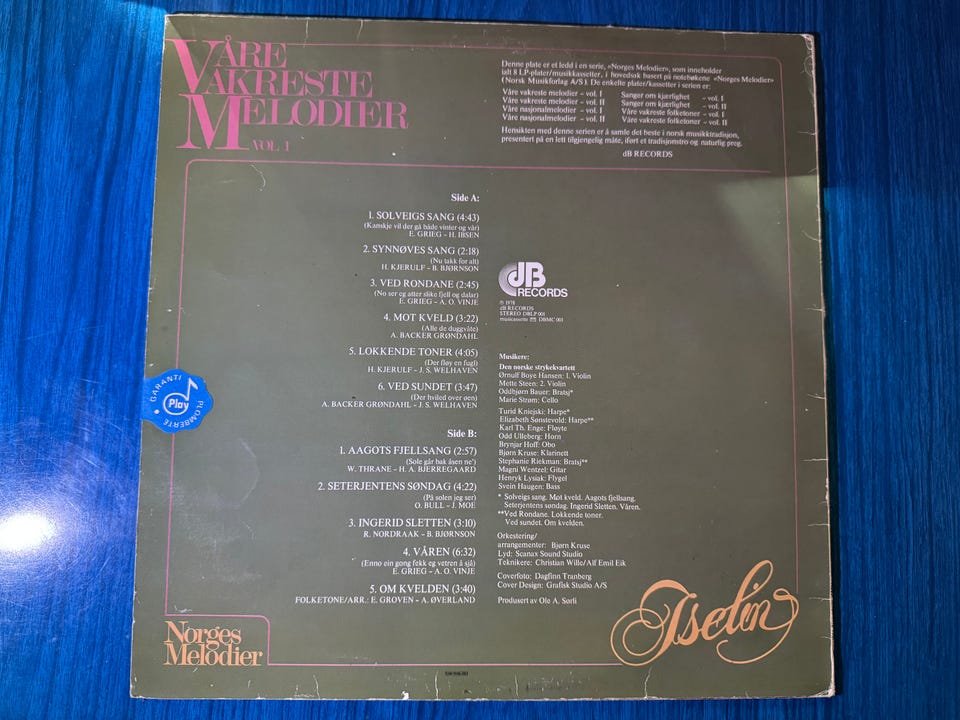 VÅRE
VAKRESTE
MELODIER
VOL 1
Denne plate er et ledd i en serie, «Norges Melodier», som inneholder
ialt 8 LP-plater/musikkassetter, i hovedsak basert på notebøkene «Norges Melodier»
(Norsk Musikforlag A/S). De enkelte plater/kassetter i serien er:
Våre vakreste melodier – vol. I
Våre vakreste melodier – vol. II
Våre nasjonalmelodier – vol. I
Våre nasjonalmelodier – vol. II
Sanger om kjærlighet – vol. I
Sanger om kjærlighet – vol. II
Våre vakreste folketoner – vol. I
Våre vakreste folketoner – vol. II
Hensikten med denne serien er å samle det beste i norsk musikktradisjon,
presentert på en lett tilgjengelig måte, iført et tradisjonstro og naturlig preg.
dB RECORDS
Side A:
1. SOLVEIGS SANG (4:43)
(Kanskje vil der gå både vinter og vår)
E. GRIEG – H. IBSEN
2. SYNNØVES SANG (2:18)
(Nu takk for alt)
H. KJERULF – B. BJØRNSON
3. VED RONDANE (2:45)
(No ser eg atter slike fjell og dalar)
E. GRIEG – A. O. VINJE
4. MOT KVELD (3:22)
(Alle de duggvåte)
A. BACKER GRØNDAHL
5. LOKKENDE TONER (4:05)
(Der fløy en fugl)
H. KJERULF – J. S. WELHAVEN
6. VED SUNDET (3:47)
(Der hviled over øen)
A. BACKER GRØNDAHL – J. S. WELHAVEN
Side B:
1. AAGOTS FJELLSANG (2:57)
(Sole går bak åsen ne')
W. THRANE – H. A. BJERREGAARD
2. SETERJENTENS SØNDAG (4:22)
(På solen jeg ser)
O. BULL – J. MOE
3. INGERID SLETTEN (3:10)
R. NORDRAAK – B. BJØRNSON
4. VÅREN (6:32)
(Enno ein gong fekk eg vetren å sjå)
E. GRIEG – A. O. VINJE
5. OM KVELDEN (3:40)
FOLKETONE/ARR.: E. GROVEN – A. ØVERLAND
dB
RECORDS
℗ 1978
dB RECORDS
STEREO DBLP 001
musicassette DBMC 001
Musikere:
Den norske strykekvartett
Ørnulf Boye Hansen: 1. Violin
Mette Steen: 2. Violin
Oddbjørn Bauer: Bratsj*
Marie Strøm: Cello
Turid Kniejski: Harpe*
Elizabeth Sønstevold: Harpe**
Karl Th. Enge: Fløyte
Odd Ulleberg: Horn
Brynjar Hoff: Obo
Bjørn Kruse: Klarinett
Stephanie Riekman: Bratsj**
Magni Wentzel: Gitar
Henryk Lysiak: Flygel
Svein Haugen: Bass
* Solveigs sang. Mot kveld. Aagots fjellsang.
Seterjentens søndag. Ingerid Sletten. Våren.
**Ved Rondane. Lokkende toner.
Ved sundet. Om kvelden.
Orkestering/
arrangementer: Bjørn Kruse
Lyd: Scanax Sound Studio
Teknikere: Christian Wille/Alf Emil Eik
Coverfoto: Dagfinn Tranberg
Cover Design: Grafisk Studio A/S
Produsert av Ole A. Sørli
GARANTI
Play
PLOMBERTE
Norges
Melodier
Iselin